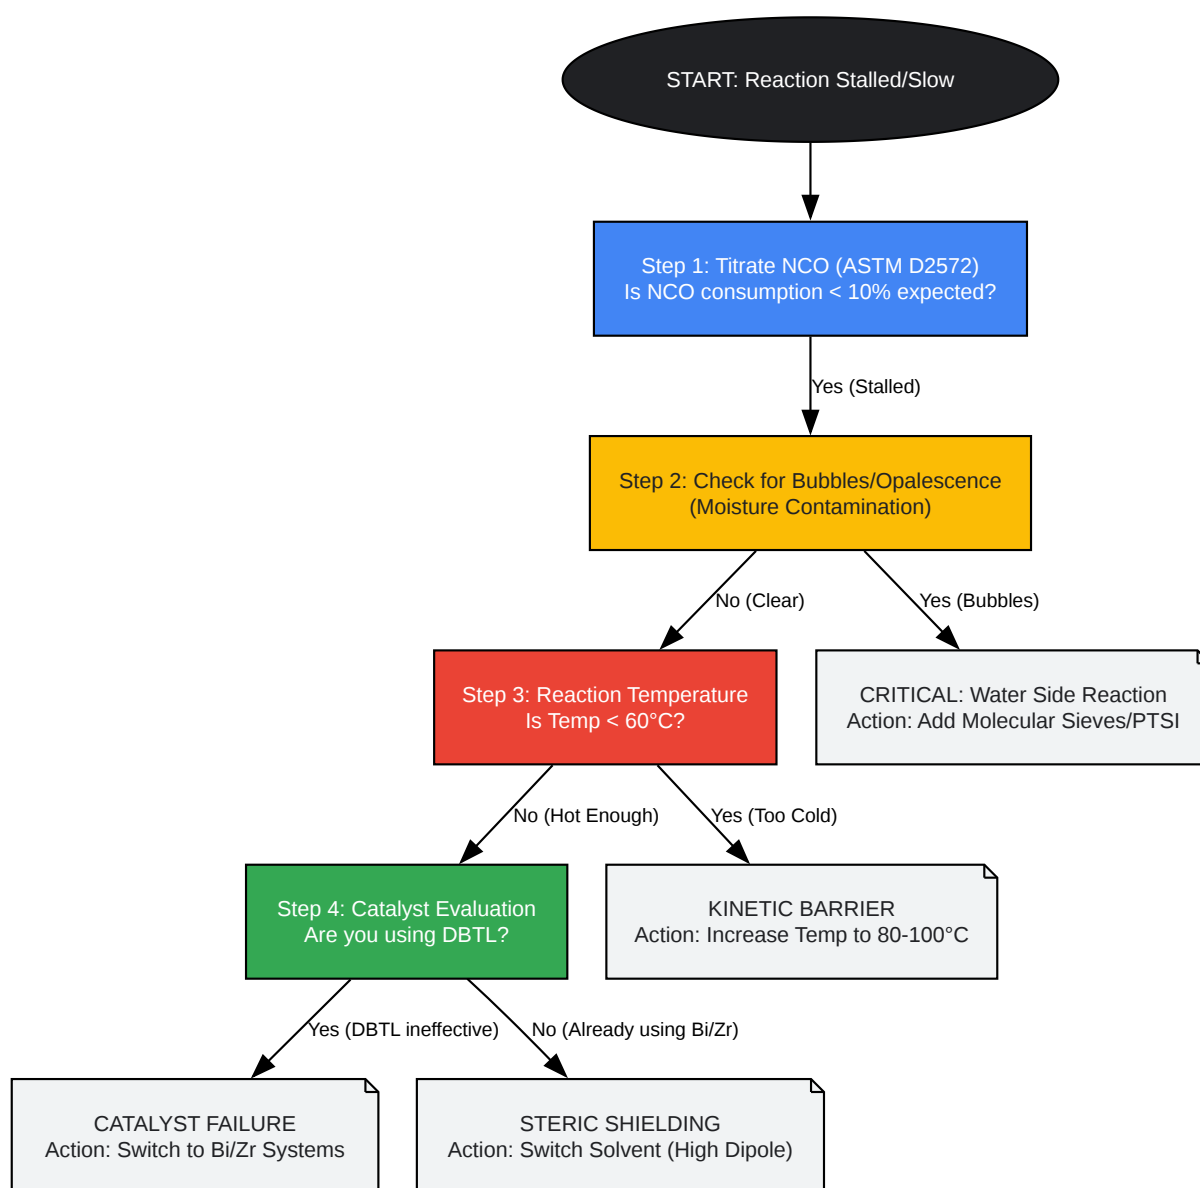 START: Reaction Stalled/Slow
Step 1: Titrate NCO (ASTM D2572)
Is NCO consumption < 10% expected?
Yes (Stalled)
Step 2: Check for Bubbles/Opalescence
(Moisture Contamination)
No (Clear)
Yes (Bubbles)
Step 3: Reaction Temperature
Is Temp < 60°C?
CRITICAL: Water Side Reaction
Action: Add Molecular Sieves/PTSI
No (Hot Enough)
Yes (Too Cold)
Step 4: Catalyst Evaluation
Are you using DBTL?
KINETIC BARRIER
Action: Increase Temp to 80-100°C
Yes (DBTL ineffective)
No (Already using Bi/Zr)
CATALYST FAILURE
Action: Switch to Bi/Zr Systems
STERIC SHIELDING
Action: Switch Solvent (High Dipole)